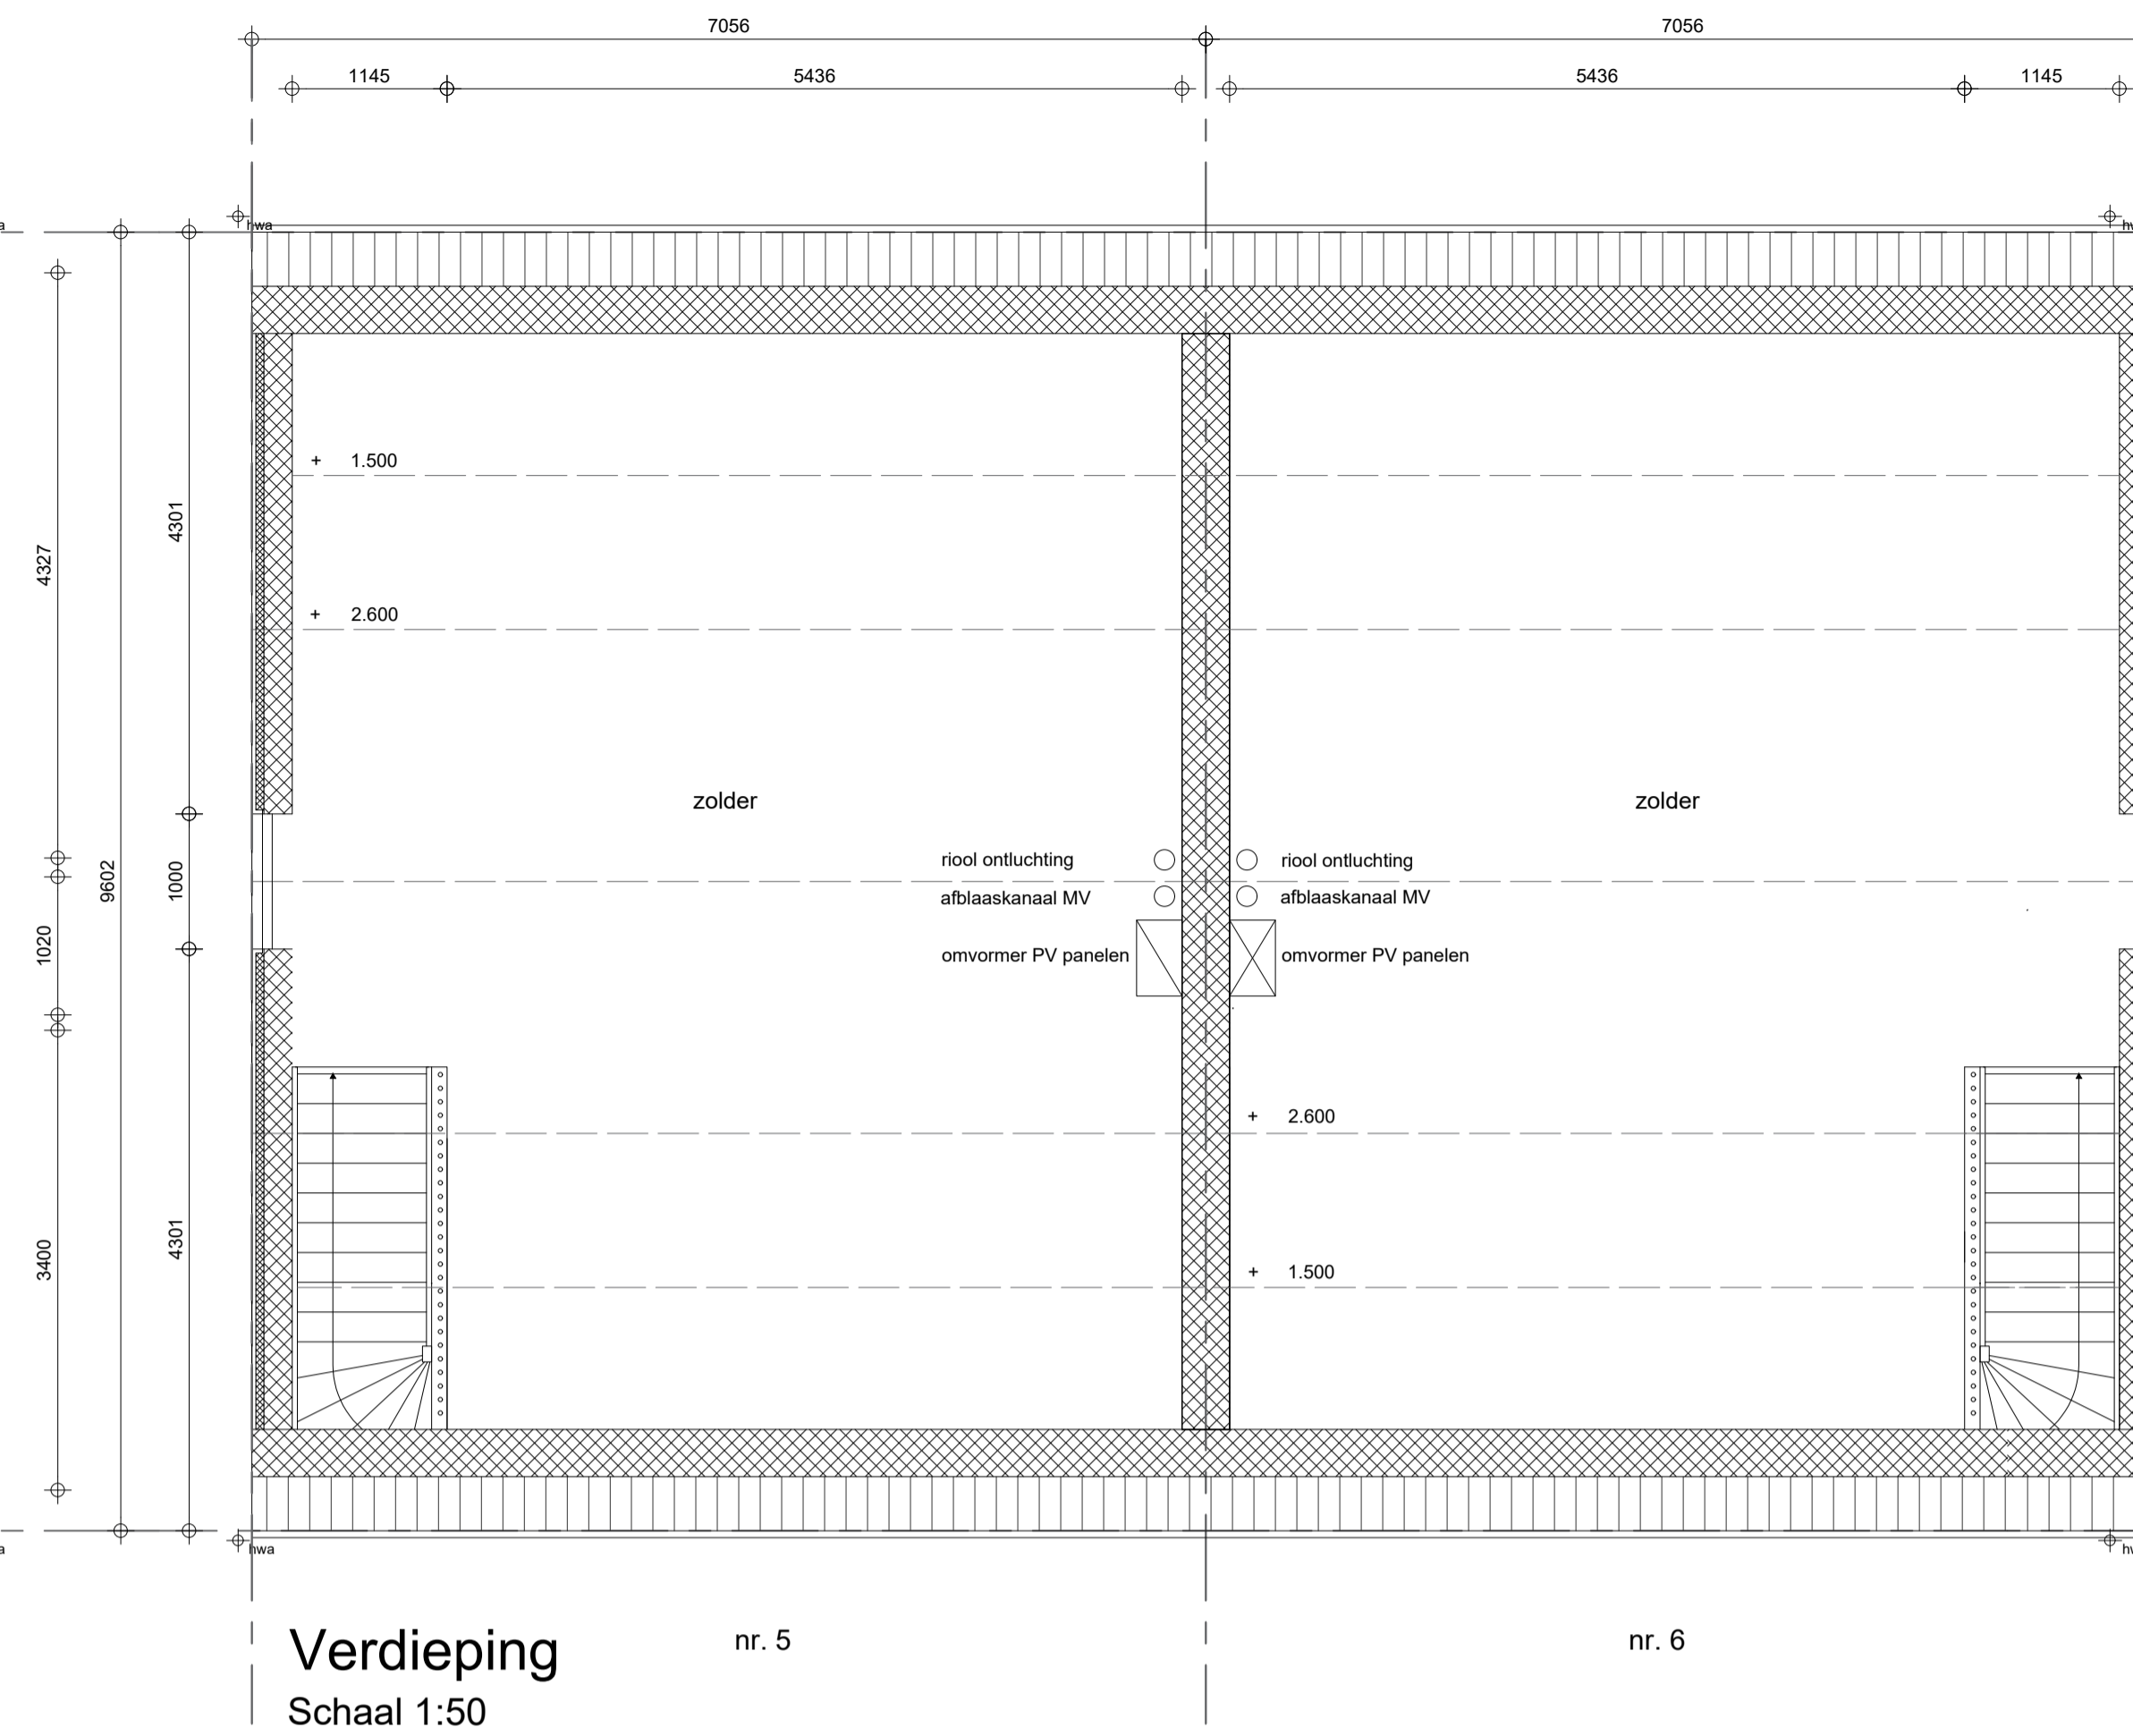 7056
7056
1145
5436
5436
1145
a
hwa
hw
4327
9602
4301
+ 1.500
+ 2.600
zolder
zolder
1020
1000
riool ontluchting
riool ontluchting
afblaaskanaal MV
afblaaskanaal MV
omvormer PV panelen
omvormer PV panelen
+ 2.600
3400
4301
+ 1.500
a
hwa
hw
Verdieping
nr. 5
nr. 6
Schaal 1:50